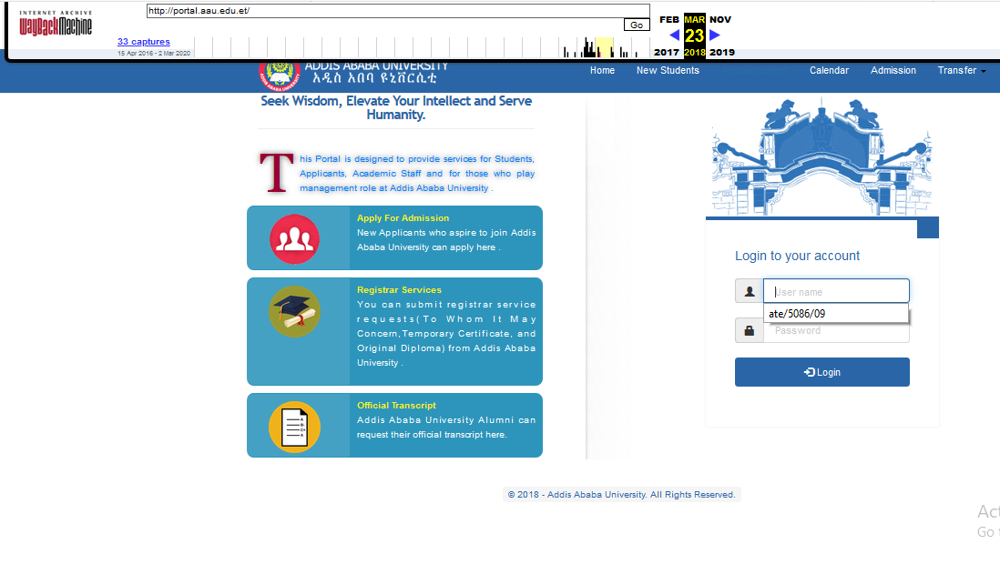 INTERNET ARCHIVE
WayBackMachine
http://portal.aau.edu.et/
Go
33 captures
15 Apr 2016 - 2 Mar 2020
FEB MAR NOV
23
2017 2018 2019
ADDIS ABABA UNIVERSITY
አዲስ አበባ ዩኒቨርሲቲ
Home New Students Calendar Admission Transfer
Seek Wisdom, Elevate Your Intellect and Serve
Humanity.
This Portal is designed to provide services for Students,
Applicants, Academic Staff and for those who play
management role at Addis Ababa University .
Apply For Admission
New Applicants who aspire to join Addis
Ababa University can apply here .
Registrar Services
You can submit registrar service
requests(To Whom It May
Concern,Temporary Certificate, and
Original Diploma) from Addis Ababa
University .
Official Transcript
Addis Ababa University Alumni can
request their official transcript here.
Login to your account
User name
ate/5086/09
Password
Login
© 2018 - Addis Ababa University. All Rights Reserved.